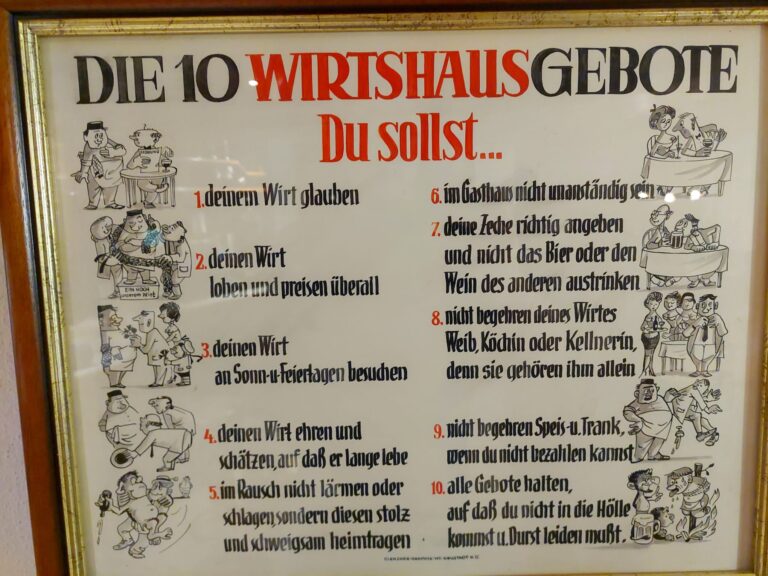 DIE 10 WIRTSHAUSGEBOTE
Du sollst...
1. deinem Wirt glauben
2. deinen Wirt
loben und preisen überall
3. deinen Wirt
an Sonn-u-Feiertagen besuchen
4. deinen Wirt ehren und
schätzen, auf daß er lange lebe
5. im Rausch nicht lärmen oder
schlagen, sondern diesen stolz
und schweigsam heimtragen
6. im Gasthaus nicht unanständig sein
7. deine Zeche richtig angeben
und nicht das Bier oder den
Wein des anderen austrinken
8. nicht begehren deines Wirtes
Weib, Köchin oder Kellnerin,
denn sie gehören ihm allein
9. nicht begehren Speis-u. Trank,
wenn du nicht bezahlen kannst
10. alle Gebote halten,
auf daß du nicht in die Hölle
kommst u. Durst leiden mußt.
EIN HOCH
unserem Wirt